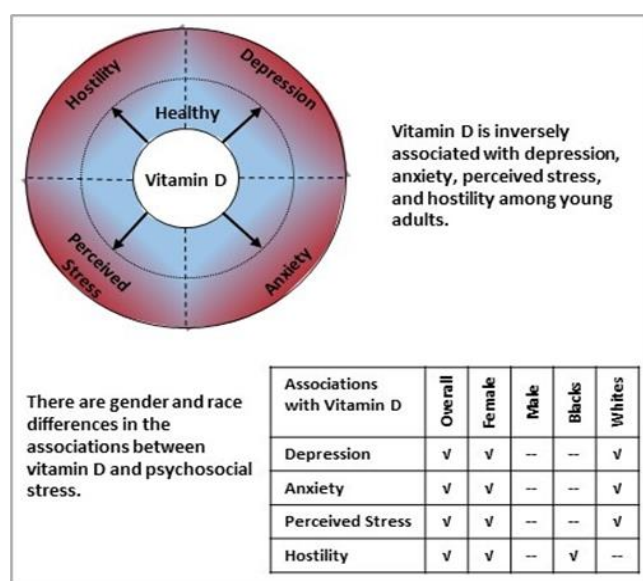 Hostility
Depression
Healthy
Vitamin D
Perceived
Stress
Anxiety
Vitamin D is inversely
associated with depression,
anxiety, perceived stress,
and hostility among young
adults.
There are gender and race
differences in the
associations between
vitamin D and psychosocial
stress.
Associations
with Vitamin D Overall Female Male Blacks Whites
Depression √ √ -- -- √
Anxiety √ √ -- -- √
Perceived Stress √ √ -- -- √
Hostility √ √ -- √ --